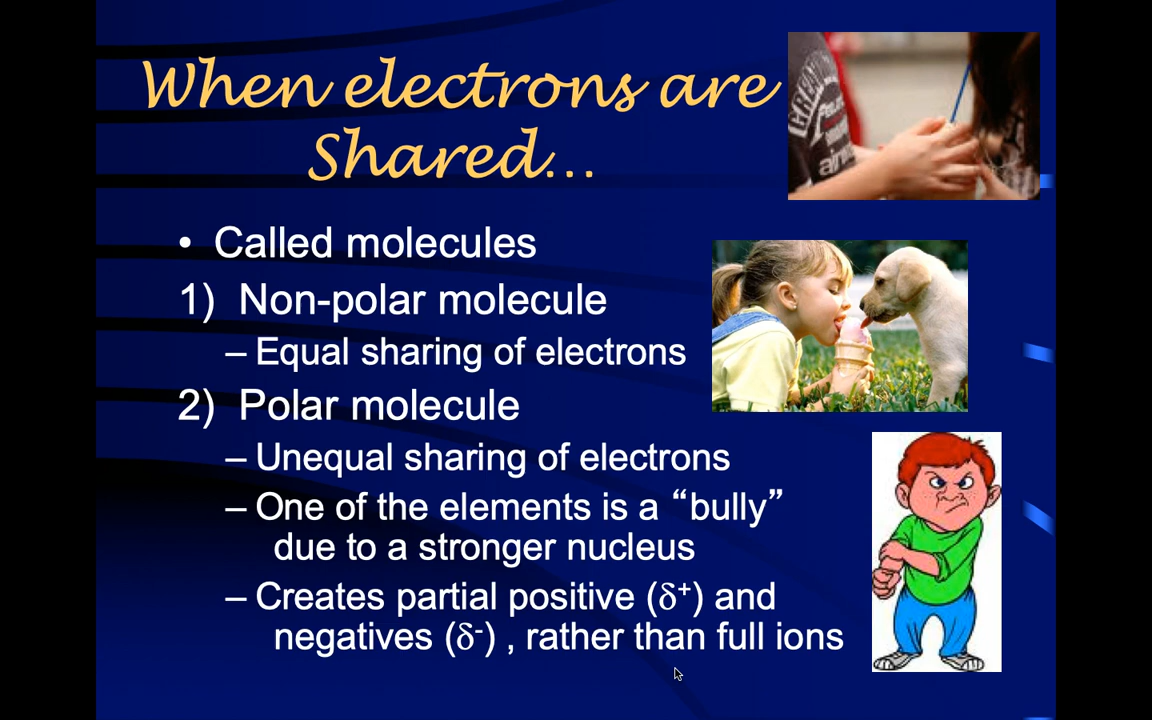 When electrons are
Shared…
• Called molecules
1) Non-polar molecule
– Equal sharing of electrons
2) Polar molecule
– Unequal sharing of electrons
– One of the elements is a “bully”
due to a stronger nucleus
– Creates partial positive (δ+) and
negatives (δ-) , rather than full ions